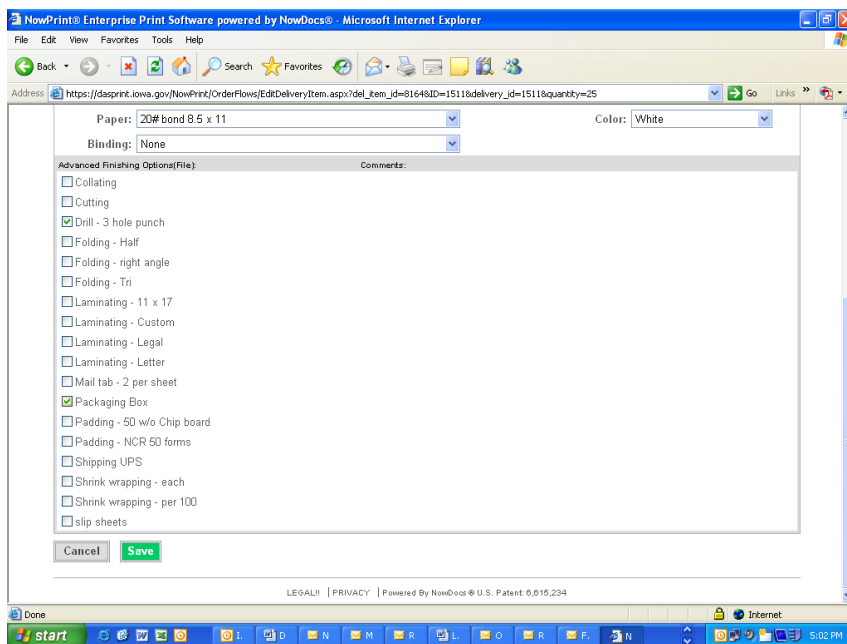 NowPrint® Enterprise Print Software powered by NowDocs® - Microsoft Internet Explorer
File Edit View Favorites Tools Help
Back Search Favorites
Address https://dasprint.iowa.gov/NowPrint/OrderFlows/EditDeliveryItem.aspx?del_item_id=8164&ID=1511&delivery_id=1511&quantity=25 Go Links »
Paper: 20# bond 8.5 x 11 Color: White
Binding: None
Advanced Finishing Options(File): Comments:
Collating
Cutting
Drill - 3 hole punch
Folding - Half
Folding - right angle
Folding - Tri
Laminating - 11 x 17
Laminating - Custom
Laminating - Legal
Laminating - Letter
Mail tab - 2 per sheet
Packaging Box
Padding - 50 w/o Chip board
Padding - NCR 50 forms
Shipping UPS
Shrink wrapping - each
Shrink wrapping - per 100
slip sheets
Cancel Save
LEGAL!! | PRIVACY | Powered By NowDocs ® U.S. Patent: 6,615,234
Done Internet
start I. D N M R L. O R F. N 5:02 PM